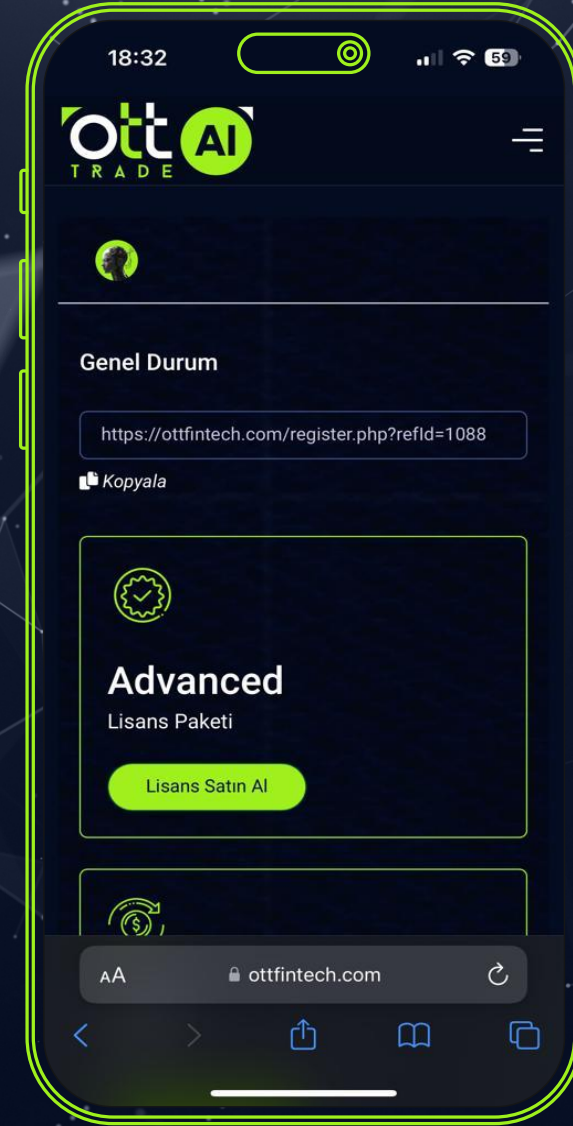 18:32
59
ott AI
TRADE
Genel Durum
https://ottfintech.com/register.php?refId=1088
Kopyala
Advanced
Lisans Paketi
Lisans Satın Al
$
AA
ottfintech.com